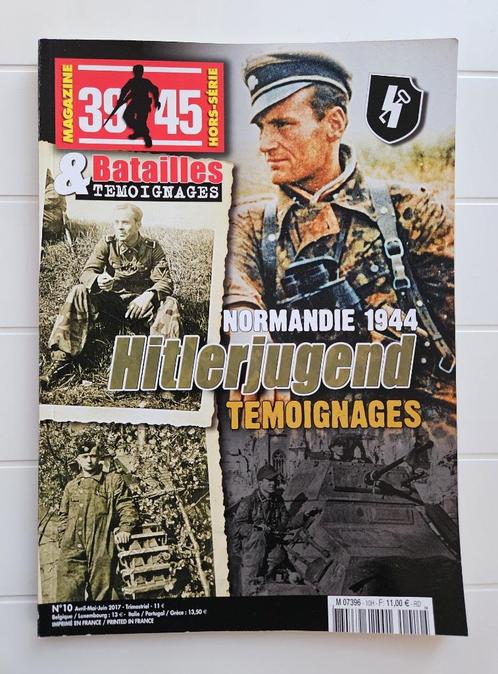 MAGAZINE
39 45
HORS-SÉRIE
& Batailles
TEMOIGNAGES
NORMANDIE 1944
Hitlerjugend
TEMOIGNAGES
N°10 Avril-Mai-Juin 2017 - Trimestriel - 11 €
Belgique / Luxembourg : 13 € - Italie / Portugal / Grèce : 13,50 €
IMPRIMÉ EN FRANCE / PRINTED IN FRANCE
M 07396 - 10H - F: 11,00 € - RD